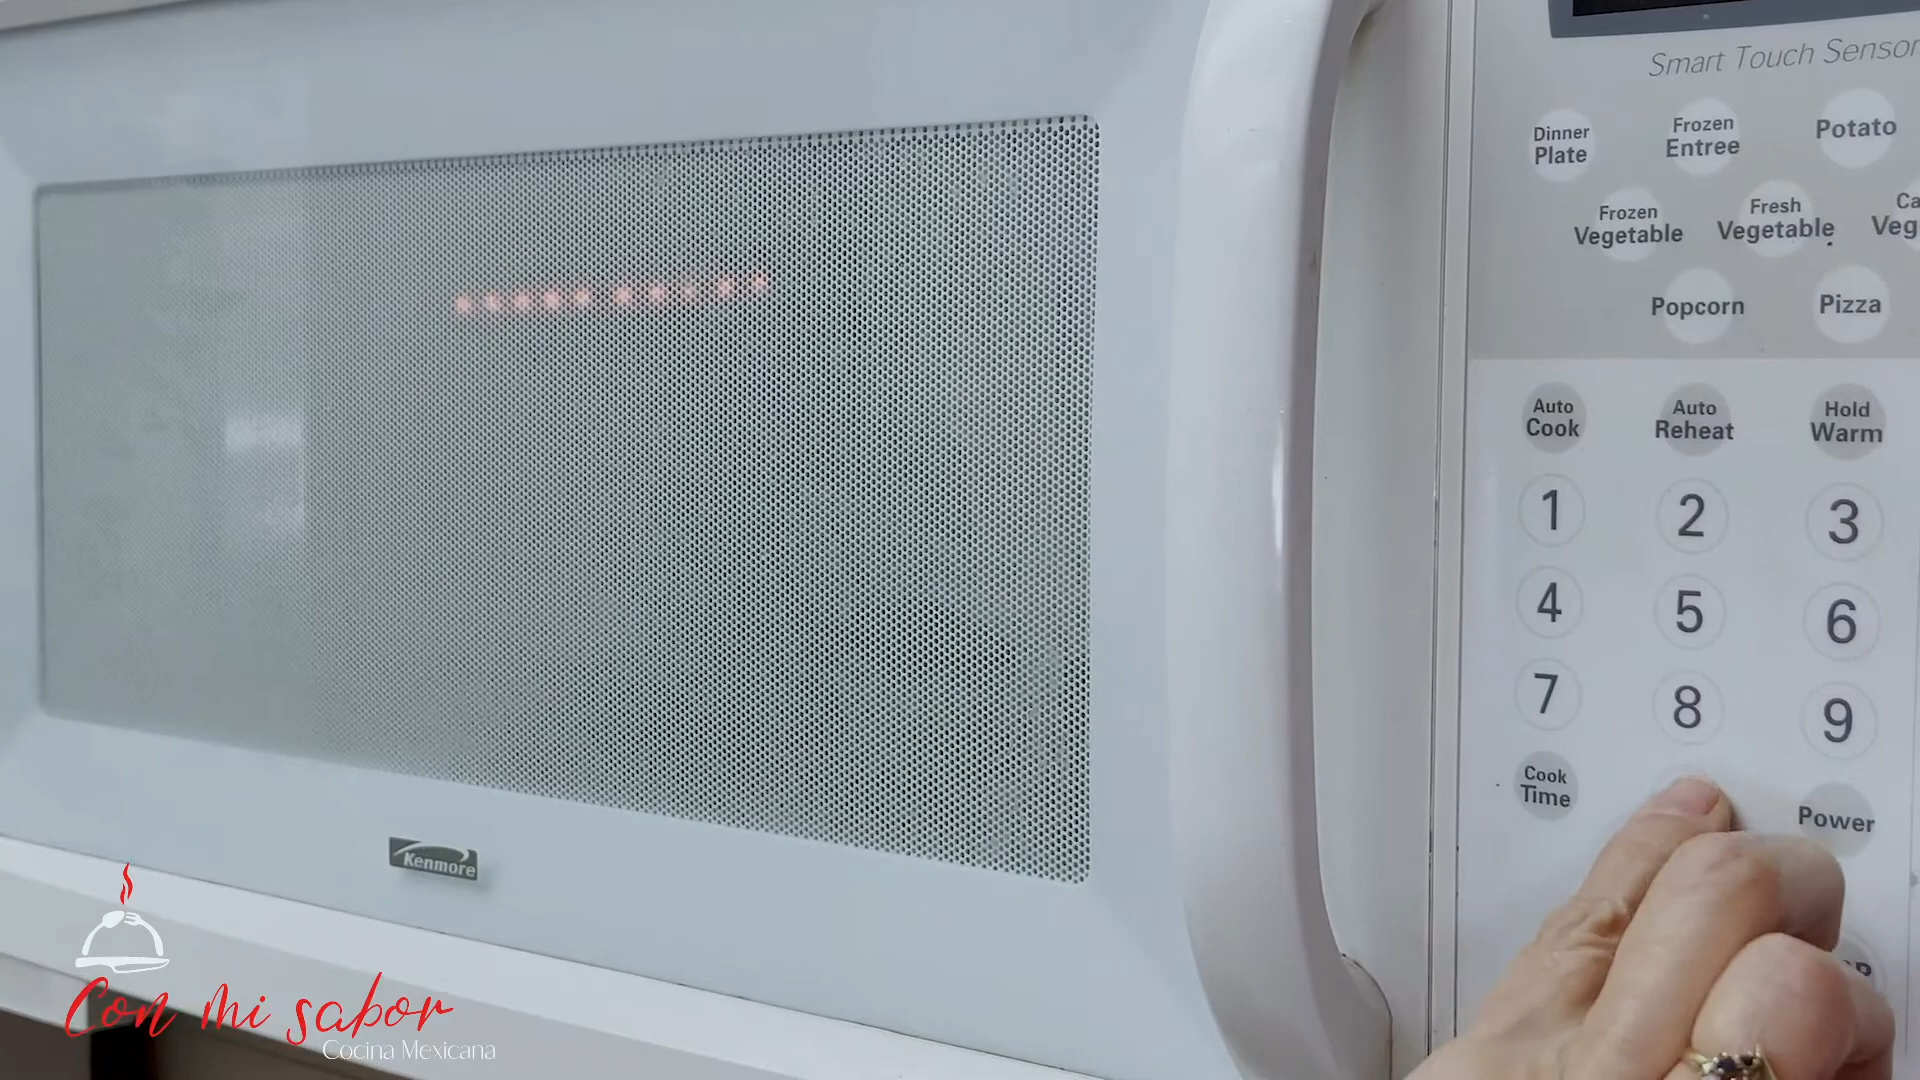 Smart Touch Sensor
Dinner
Plate
Frozen
Entree
Potato
Frozen
Vegetable
Fresh
Vegetable
Popcorn
Pizza
Auto
Cook
Auto
Reheat
Hold
Warm
1
2
3
4
5
6
7
8
9
Cook
Time
Power
Kenmore
Con mi sabor
Cocina Mexicana